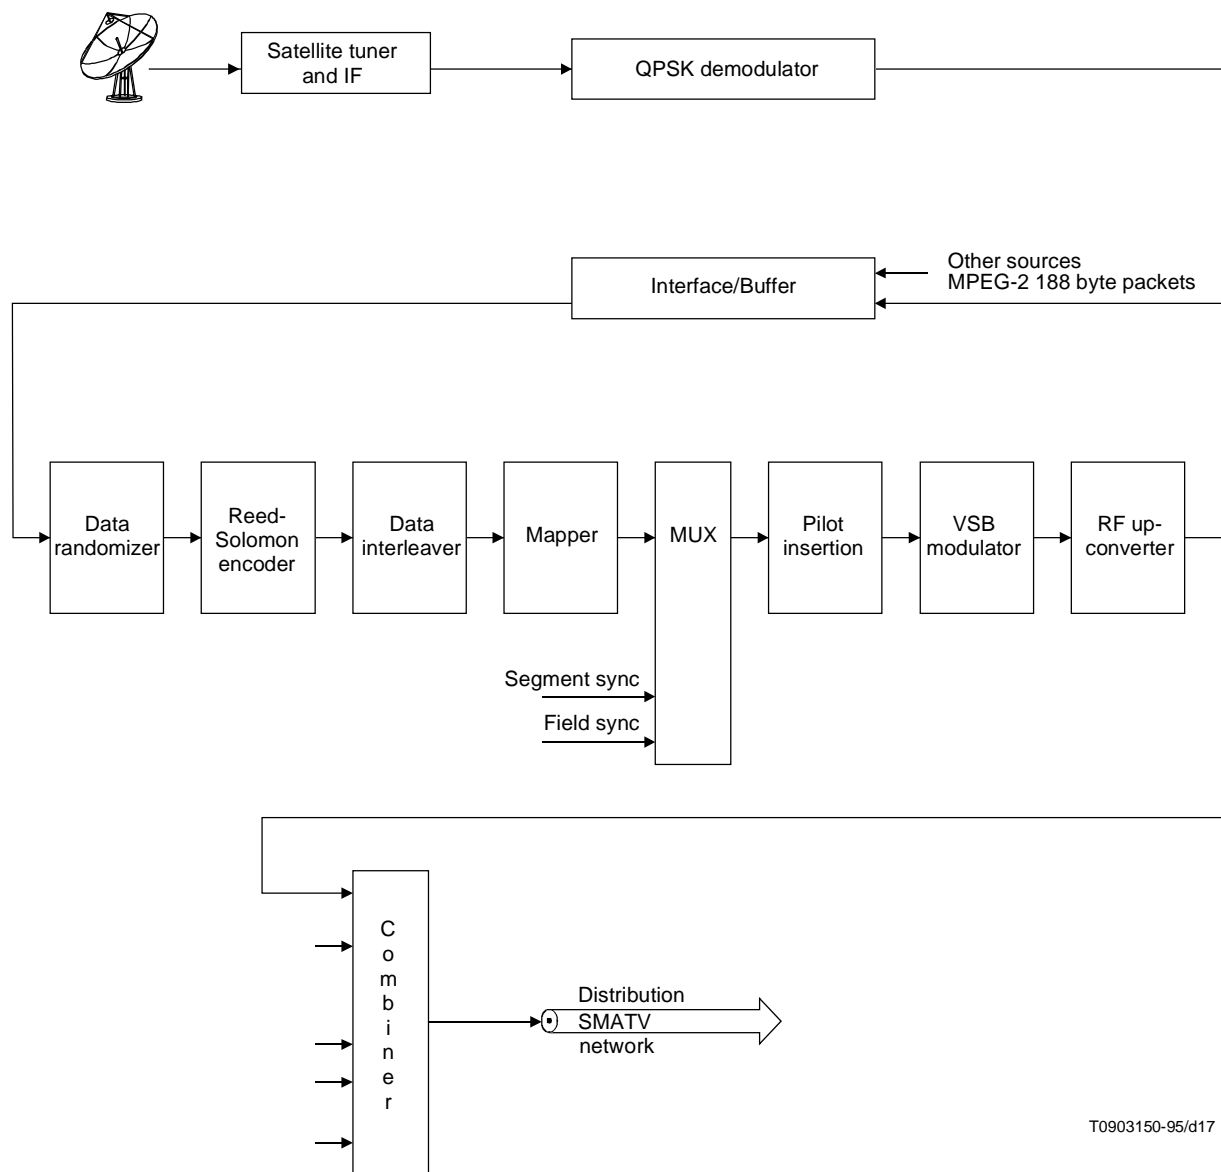 Satellite tuner
and IF
QPSK demodulator
Interface/Buffer
Other sources
MPEG-2 188 byte packets
Data
randomizer
Reed-
Solomon
encoder
Data
interleaver
Mapper
MUX
Pilot
insertion
VSB
modulator
RF up-
converter
Segment sync
Field sync
C
o
m
b
i
n
e
r
Distribution
SMATV
network
T0903150-95/d17